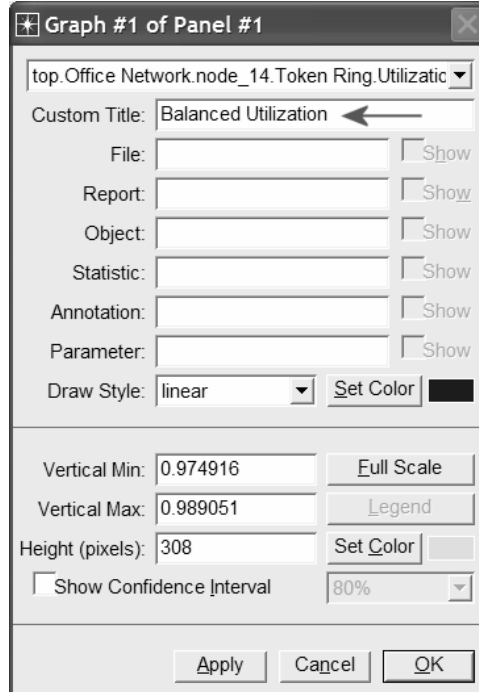 Graph #1 of Panel #1
top.Office Network.node_14.Token Ring.Utilizatic
Custom Title: Balanced Utilization
File: Show
Report: Show
Object: Show
Statistic: Show
Annotation: Show
Parameter: Show
Draw Style: linear Set Color
Vertical Min: 0.974916 Full Scale
Vertical Max: 0.989051 Legend
Height (pixels): 308 Set Color
Show Confidence Interval 80%
Apply Cancel OK